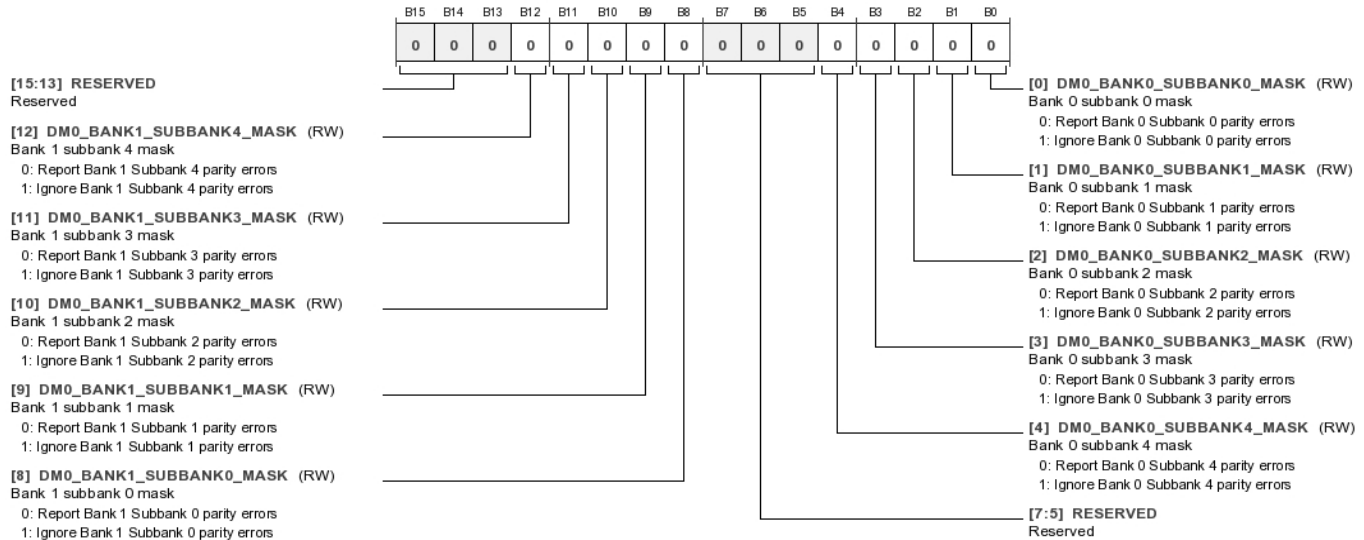 B15 B14 B13 B12 B11 B10 B9 B8 B7 B6 B5 B4 B3 B2 B1 B0
0 0 0 0 0 0 0 0 0 0 0 0 0 0 0 0
[15:13] RESERVED
Reserved
[12] DM0_BANK1_SUBBANK4_MASK (RW)
Bank 1 subbank 4 mask
0: Report Bank 1 Subbank 4 parity errors
1: Ignore Bank 1 Subbank 4 parity errors
[11] DM0_BANK1_SUBBANK3_MASK (RW)
Bank 1 subbank 3 mask
0: Report Bank 1 Subbank 3 parity errors
1: Ignore Bank 1 Subbank 3 parity errors
[10] DM0_BANK1_SUBBANK2_MASK (RW)
Bank 1 subbank 2 mask
0: Report Bank 1 Subbank 2 parity errors
1: Ignore Bank 1 Subbank 2 parity errors
[9] DM0_BANK1_SUBBANK1_MASK (RW)
Bank 1 subbank 1 mask
0: Report Bank 1 Subbank 1 parity errors
1: Ignore Bank 1 Subbank 1 parity errors
[8] DM0_BANK1_SUBBANK0_MASK (RW)
Bank 1 subbank 0 mask
0: Report Bank 1 Subbank 0 parity errors
1: Ignore Bank 1 Subbank 0 parity errors
[0] DM0_BANK0_SUBBANK0_MASK (RW)
Bank 0 subbank 0 mask
0: Report Bank 0 Subbank 0 parity errors
1: Ignore Bank 0 Subbank 0 parity errors
[1] DM0_BANK0_SUBBANK1_MASK (RW)
Bank 0 subbank 1 mask
0: Report Bank 0 Subbank 1 parity errors
1: Ignore Bank 0 Subbank 1 parity errors
[2] DM0_BANK0_SUBBANK2_MASK (RW)
Bank 0 subbank 2 mask
0: Report Bank 0 Subbank 2 parity errors
1: Ignore Bank 0 Subbank 2 parity errors
[3] DM0_BANK0_SUBBANK3_MASK (RW)
Bank 0 subbank 3 mask
0: Report Bank 0 Subbank 3 parity errors
1: Ignore Bank 0 Subbank 3 parity errors
[4] DM0_BANK0_SUBBANK4_MASK (RW)
Bank 0 subbank 4 mask
0: Report Bank 0 Subbank 4 parity errors
1: Ignore Bank 0 Subbank 4 parity errors
[7:5] RESERVED
Reserved